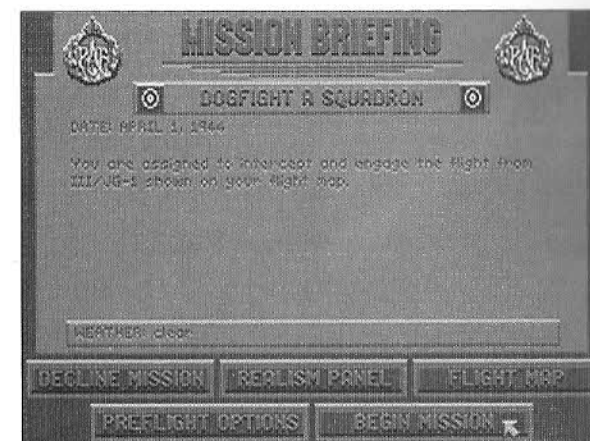 RAF MISSION BRIEFING RAF
DOGFIGHT A SQUADRON
DATE: APRIL 1, 1944
You are assigned to intercept and engage the flight from
III/JG-1 shown on your flight map.
WEATHER: clear
DECLINE MISSION REALISM PANEL FLIGHT MAP
PREFLIGHT OPTIONS BEGIN MISSION